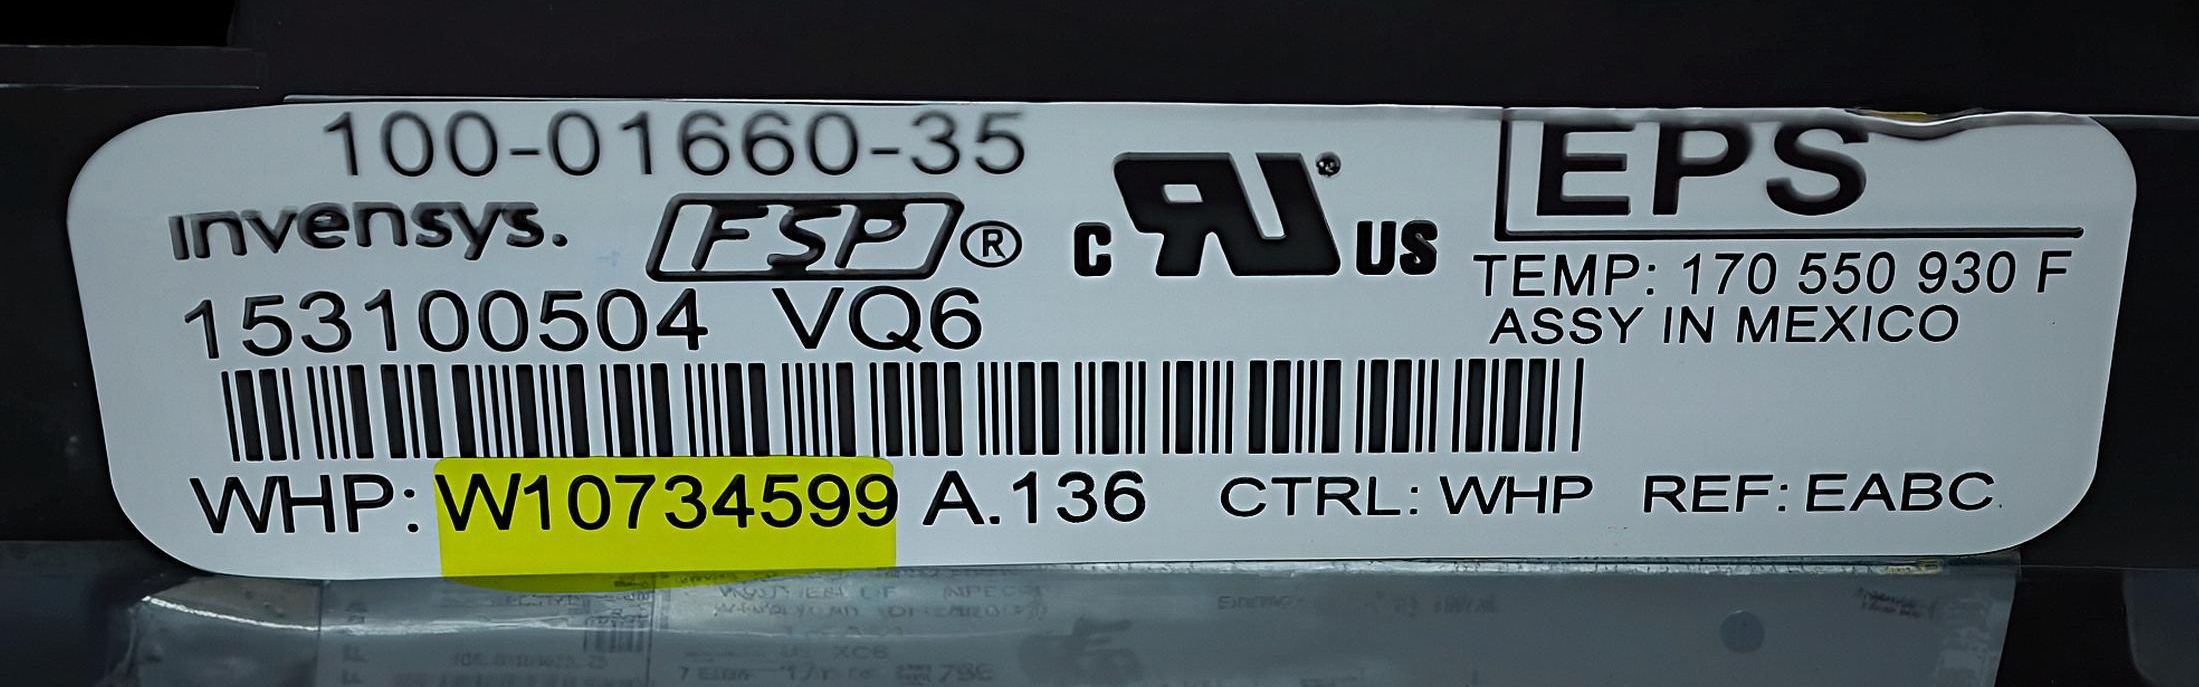 100-01660-35
invensys. FSP® c RU® US EPS
153100504 VQ6 TEMP: 170 550 930 F
ASSY IN MEXICO
WHP: W10734599 A.136 CTRL: WHP REF: EABC